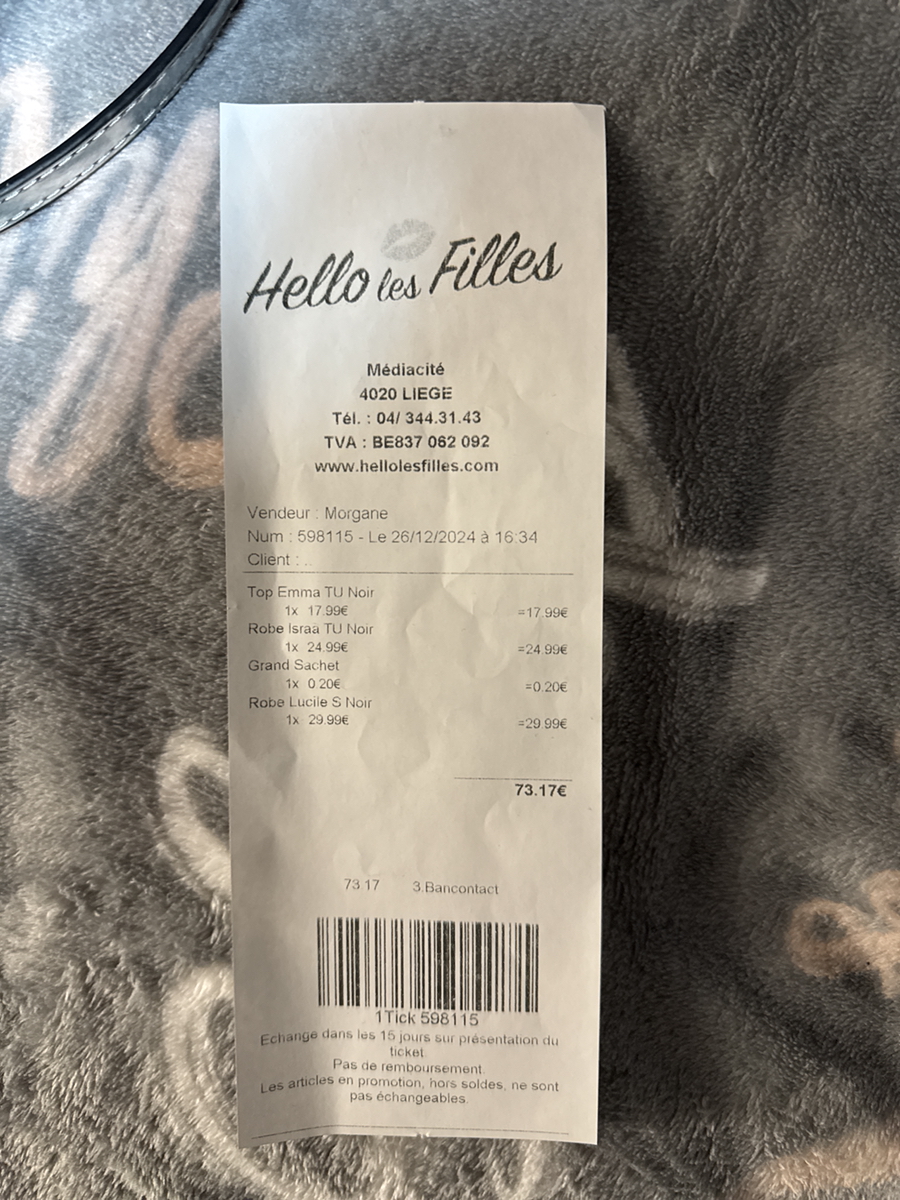 Hello les Filles
Médiacité
4020 LIEGE
Tél. : 04/ 344.31.43
TVA : BE837 062 092
www.hellolesfilles.com
Vendeur : Morgane
Num : 598115 - Le 26/12/2024 à 16:34
Client : ..
Top Emma TU Noir
1x 17.99€ =17.99€
Robe Israä TU Noir
1x 24.99€ =24.99€
Grand Sachet
1x 0.20€ =0.20€
Robe Lucile S Noir
1x 29.99€ =29.99€
73.17€
73.17 3.Bancontact
1Tick 598115
Echange dans les 15 jours sur présentation du
ticket
Pas de remboursement.
Les articles en promotion, hors soldes, ne sont
pas échangeables.